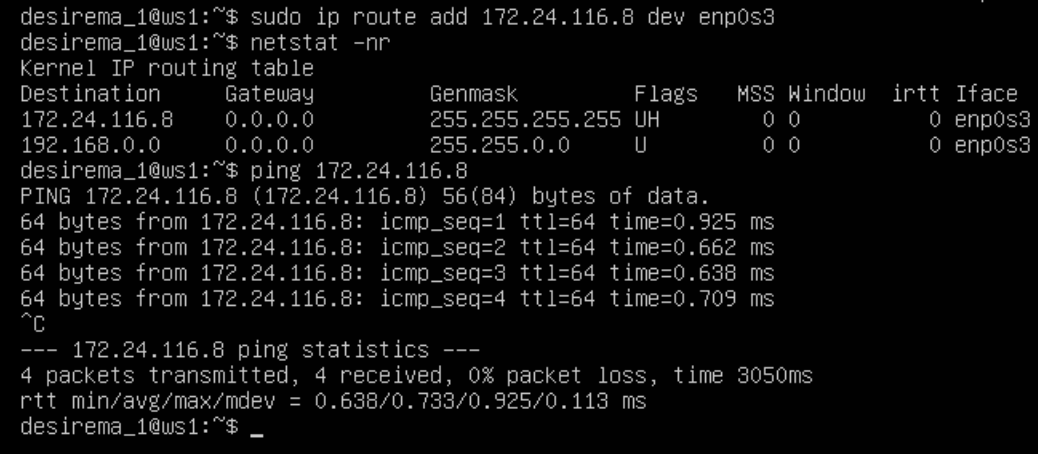 desirema_1@ws1:~$ sudo ip route add 172.24.116.8 dev enp0s3
desirema_1@ws1:~$ netstat -nr
Kernel IP routing table
Destination     Gateway         Genmask         Flags   MSS Window  irtt Iface
172.24.116.8    0.0.0.0         255.255.255.255 UH        0 0          0 enp0s3
192.168.0.0     0.0.0.0         255.255.0.0     U         0 0          0 enp0s3
desirema_1@ws1:~$ ping 172.24.116.8
PING 172.24.116.8 (172.24.116.8) 56(84) bytes of data.
64 bytes from 172.24.116.8: icmp_seq=1 ttl=64 time=0.925 ms
64 bytes from 172.24.116.8: icmp_seq=2 ttl=64 time=0.662 ms
64 bytes from 172.24.116.8: icmp_seq=3 ttl=64 time=0.638 ms
64 bytes from 172.24.116.8: icmp_seq=4 ttl=64 time=0.709 ms
^C
--- 172.24.116.8 ping statistics ---
4 packets transmitted, 4 received, 0% packet loss, time 3050ms
rtt min/avg/max/mdev = 0.638/0.733/0.925/0.113 ms
desirema_1@ws1:~$ _